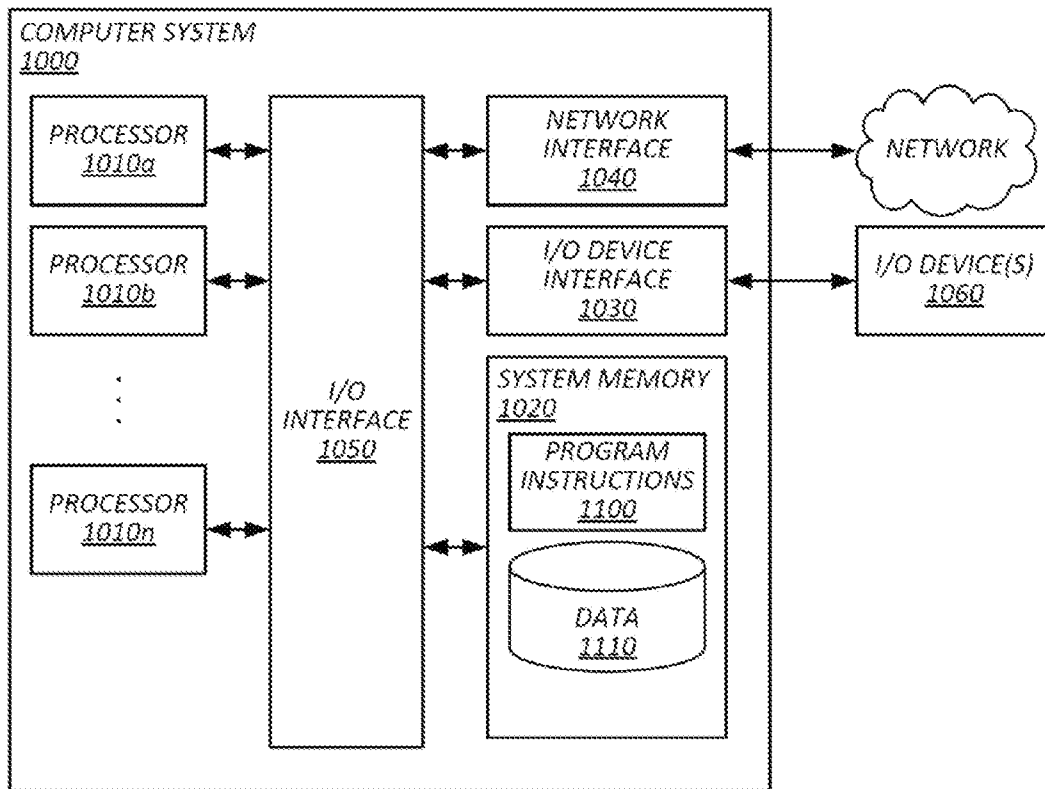 COMPUTER SYSTEM
1000
PROCESSOR
1010a
PROCESSOR
1010b
PROCESSOR
1010n
I/O
INTERFACE
1050
NETWORK
INTERFACE
1040
I/O DEVICE
INTERFACE
1030
SYSTEM MEMORY
1020
PROGRAM
INSTRUCTIONS
1100
DATA
1110
NETWORK
I/O DEVICE(S)
1060